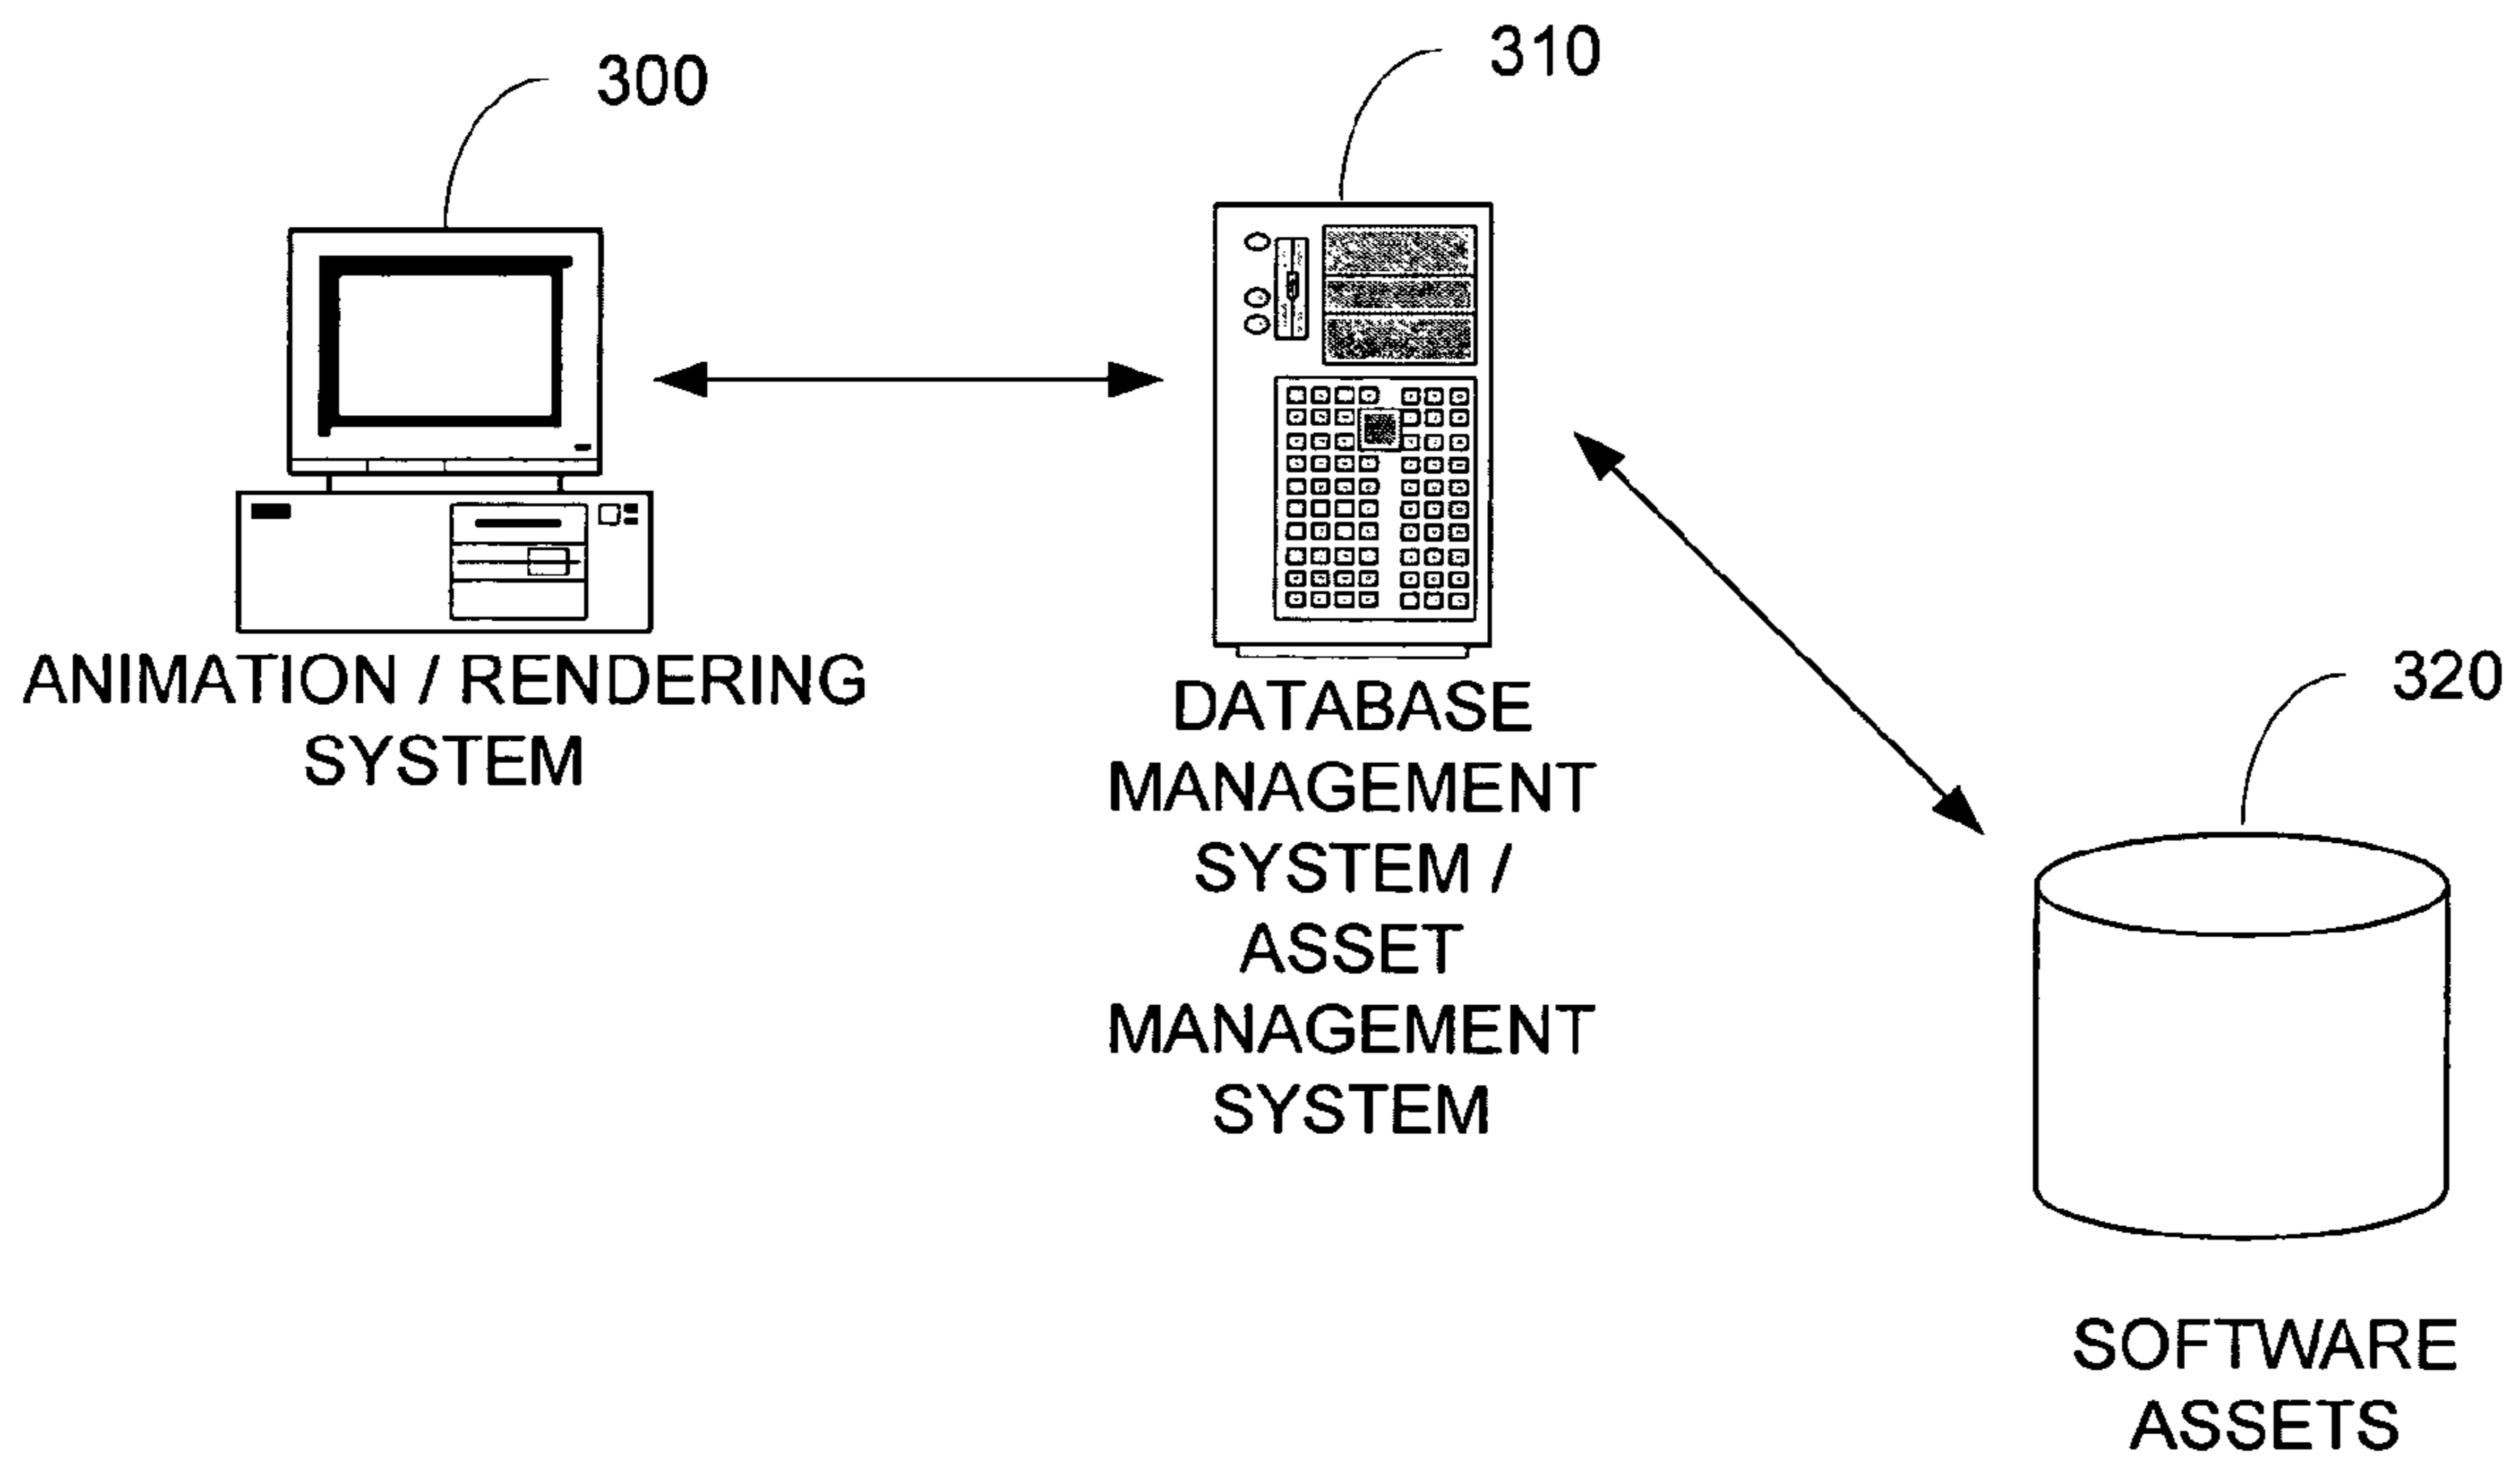 300
310
ANIMATION / RENDERING
SYSTEM
DATABASE
MANAGEMENT
SYSTEM /
ASSET
MANAGEMENT
SYSTEM
320
SOFTWARE
ASSETS